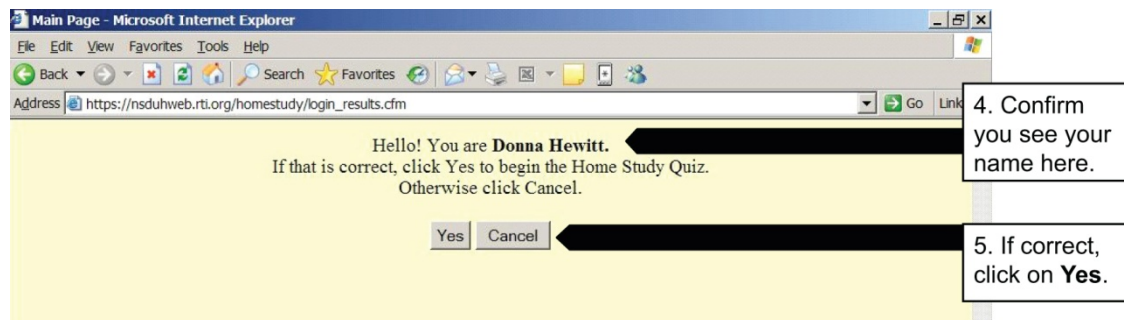 Main Page - Microsoft Internet Explorer
File Edit View Favorites Tools Help
Back Search Favorites
Address https://nsduhweb.rti.org/homestudy/login_results.cfm Go Link
4. Confirm
you see your
name here.
Hello! You are Donna Hewitt.
If that is correct, click Yes to begin the Home Study Quiz.
Otherwise click Cancel.
Yes Cancel
5. If correct,
click on Yes.